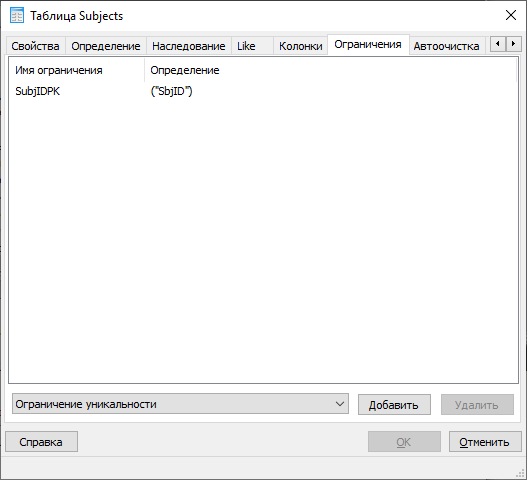 Таблица Subjects
Свойства Определение Наследование Like Колонки Ограничения Автоочистка
Имя ограничения Определение
SubjIDPK ("SbjID")
Ограничение уникальности Добавить Удалить
Справка OK Отменить